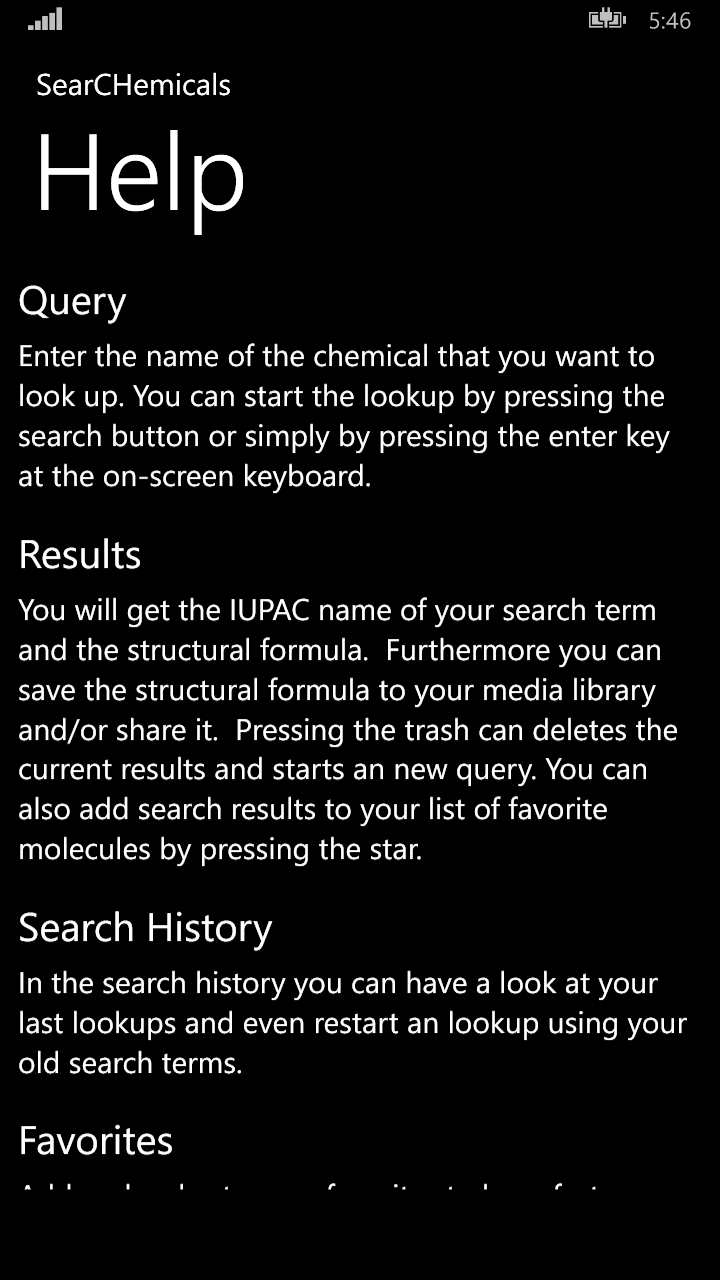 5:46
SearCHemicals
Help
Query
Enter the name of the chemical that you want to
look up. You can start the lookup by pressing the
search button or simply by pressing the enter key
at the on-screen keyboard.
Results
You will get the IUPAC name of your search term
and the structural formula.  Furthermore you can
save the structural formula to your media library
and/or share it.  Pressing the trash can deletes the
current results and starts an new query. You can
also add search results to your list of favorite
molecules by pressing the star.
Search History
In the search history you can have a look at your
last lookups and even restart an lookup using your
old search terms.
Favorites